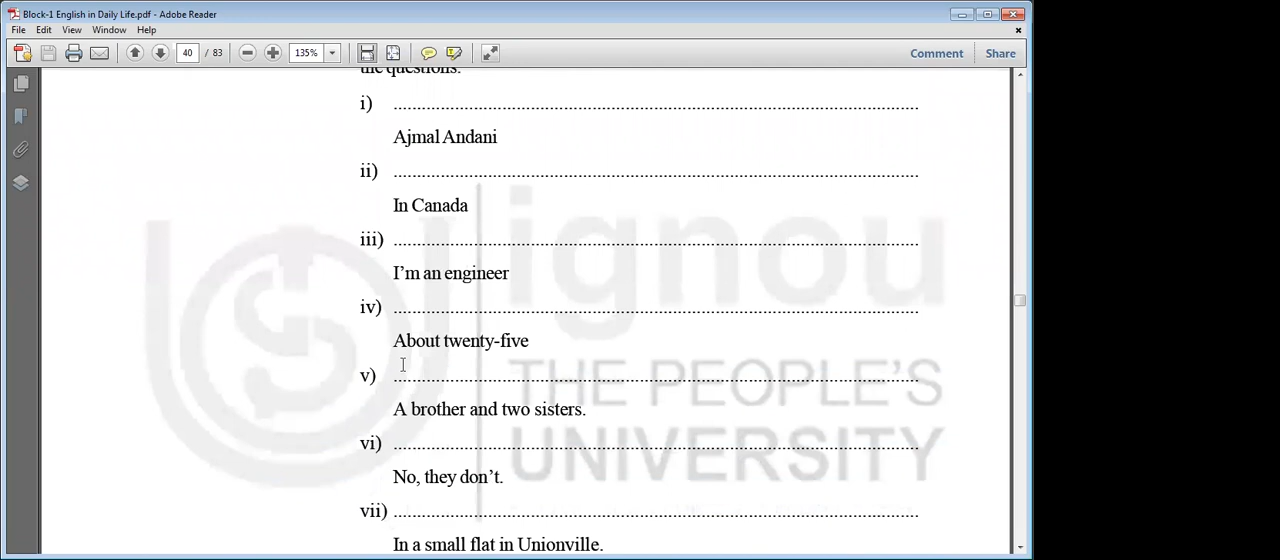 Block-1 English in Daily Life.pdf - Adobe Reader
File Edit View Window Help
40 / 83 135% Comment Share
the questions.
i) ..........................................................................................................
Ajmal Andani
ii) ..........................................................................................................
In Canada
iii) ..........................................................................................................
I'm an engineer
iv) ..........................................................................................................
About twenty-five
v) ..........................................................................................................
A brother and two sisters.
vi) ..........................................................................................................
No, they don't.
vii) ..........................................................................................................
In a small flat in Unionville.
ignou
THE PEOPLE'S
UNIVERSITY